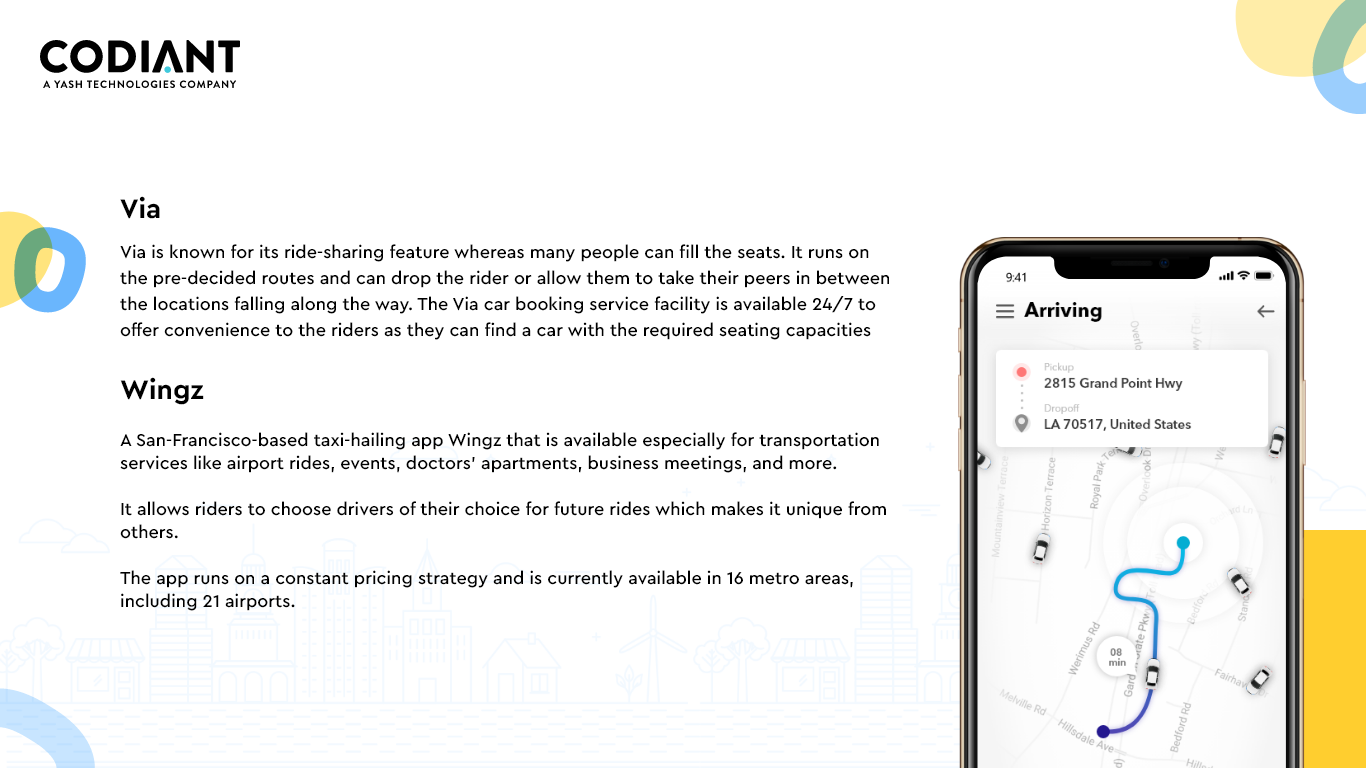 CODIANT
A YASH TECHNOLOGIES COMPANY
Via
Via is known for its ride-sharing feature whereas many people can fill the seats. It runs on
the pre-decided routes and can drop the rider or allow them to take their peers in between
the locations falling along the way. The Via car booking service facility is available 24/7 to
offer convenience to the riders as they can find a car with the required seating capacities
Wingz
A San-Francisco-based taxi-hailing app Wingz that is available especially for transportation
services like airport rides, events, doctors' apartments, business meetings, and more.
It allows riders to choose drivers of their choice for future rides which makes it unique from
others.
The app runs on a constant pricing strategy and is currently available in 16 metro areas,
including 21 airports.
9:41
Arriving
Pickup
2815 Grand Point Hwy
Dropoff
LA 70517, United States
Mountainview Terrace
Horizon Terrace
Royal Park
Overlook
Werimus Rd
08
min
Melville Rd
Hillsdale Ave
Bedford Rd